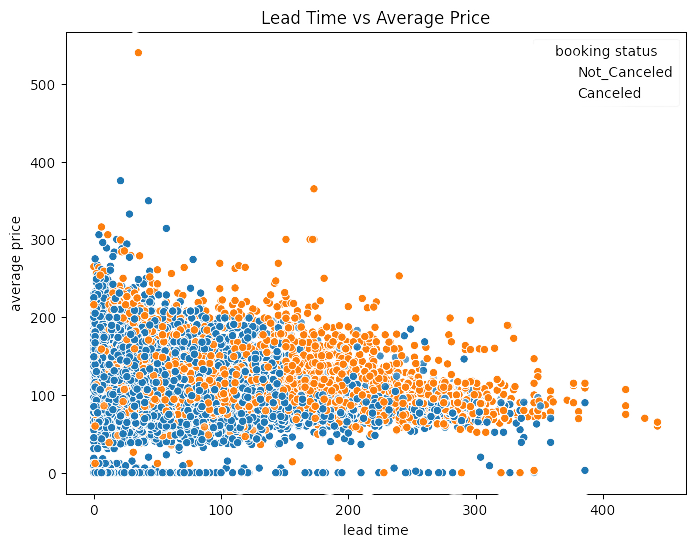 Lead Time vs Average Price
booking status
Not_Canceled
Canceled
500
400
300
200
100
0
average price
0
100
200
300
400
lead time